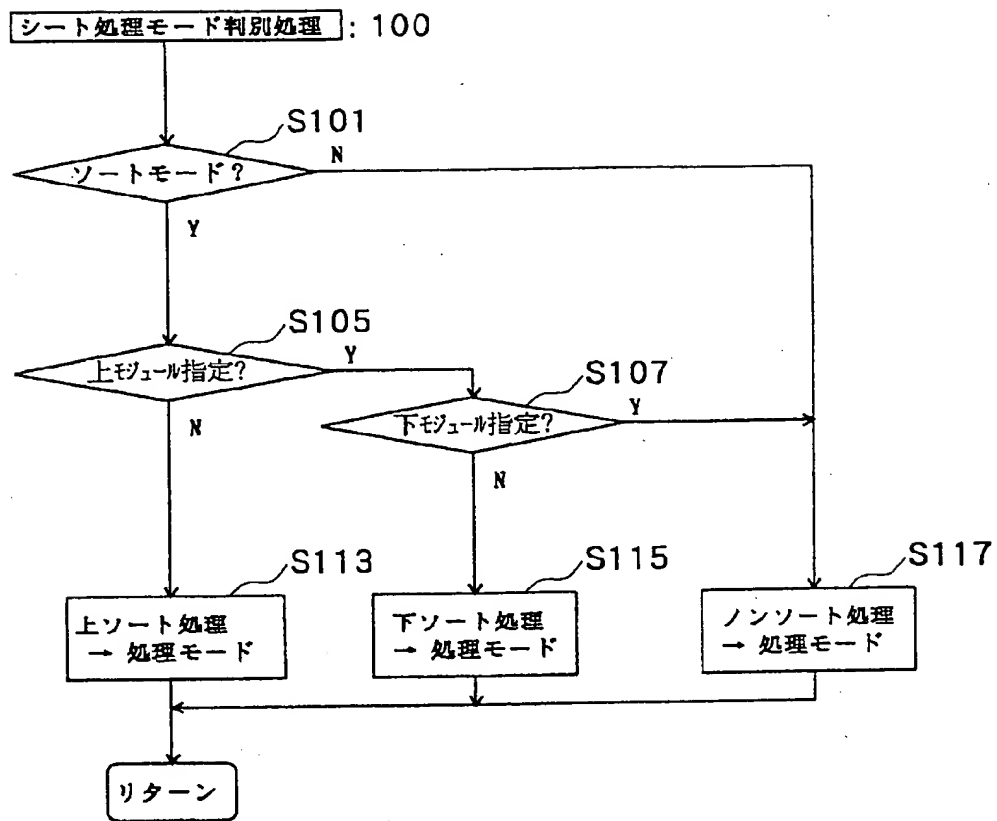 シート処理モード判別処理 : 100
S101
ソートモード?
N
Y
S105
上モジュール指定?
Y
S107
下モジュール指定?
Y
N
N
S113
上ソート処理
→ 処理モード
S115
下ソート処理
→ 処理モード
S117
ノンソート処理
→ 処理モード
リターン